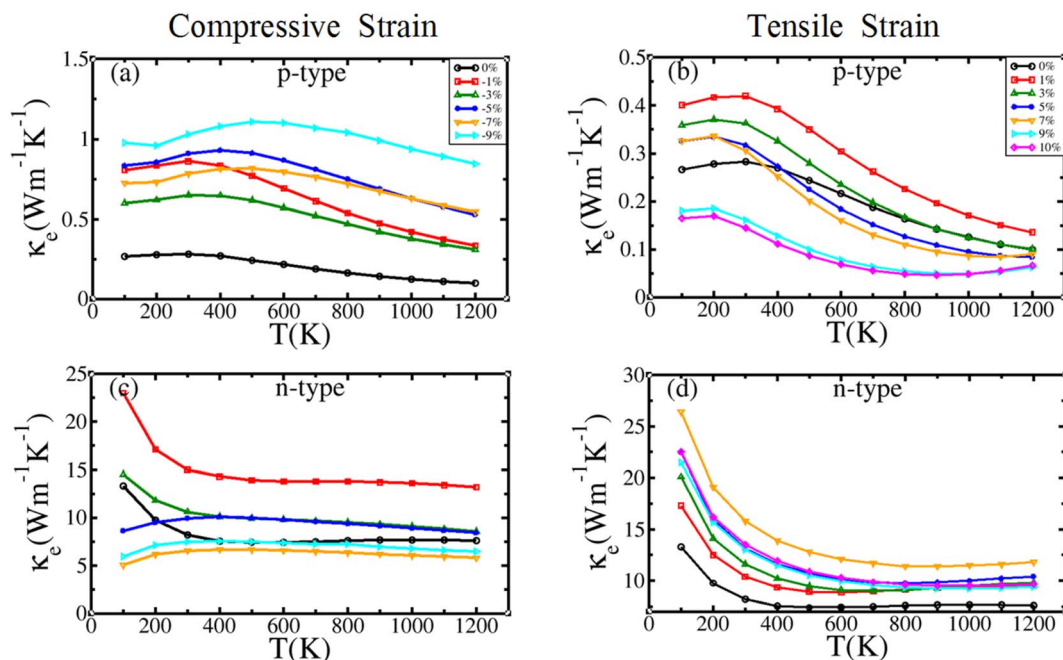 Compressive Strain
Tensile Strain
(a)
p-type
0%
-1%
-3%
-5%
-7%
-9%
κe(Wm-1K-1)
1.5
1
0.5
0
0 200 400 600 800 1000 1200
T(K)
(b)
p-type
0%
1%
3%
5%
7%
9%
10%
κe(Wm-1K-1)
0.5
0.4
0.3
0.2
0.1
0
0 200 400 600 800 1000 1200
T(K)
(c)
n-type
κe(Wm-1K-1)
25
20
15
10
5
0
0 200 400 600 800 1000 1200
T(K)
(d)
n-type
κe(Wm-1K-1)
30
25
20
15
10
0 200 400 600 800 1000 1200
T(K)